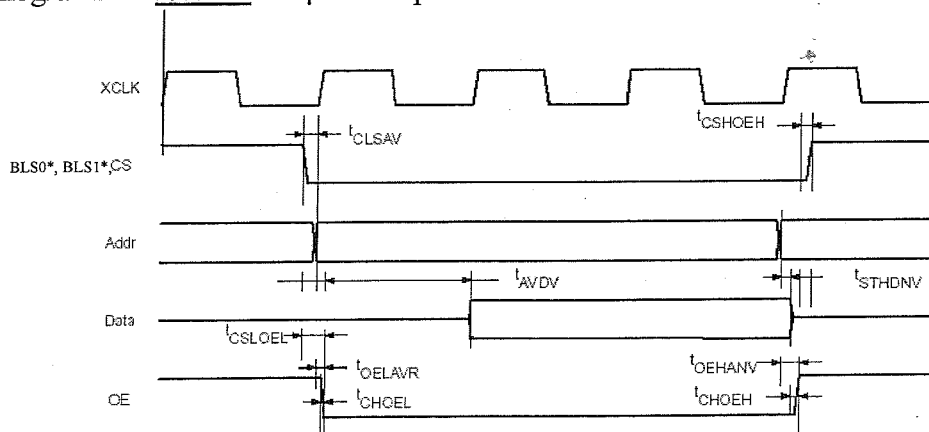 XCLK
tCLSAV
tCSHOEH
BLS0*, BLS1*,CS
Addr
tAVDV
tSTHDNV
Data
tCSLOEL
tOELAVR
tOEHANV
tCHOEL
tCHOEH
OE